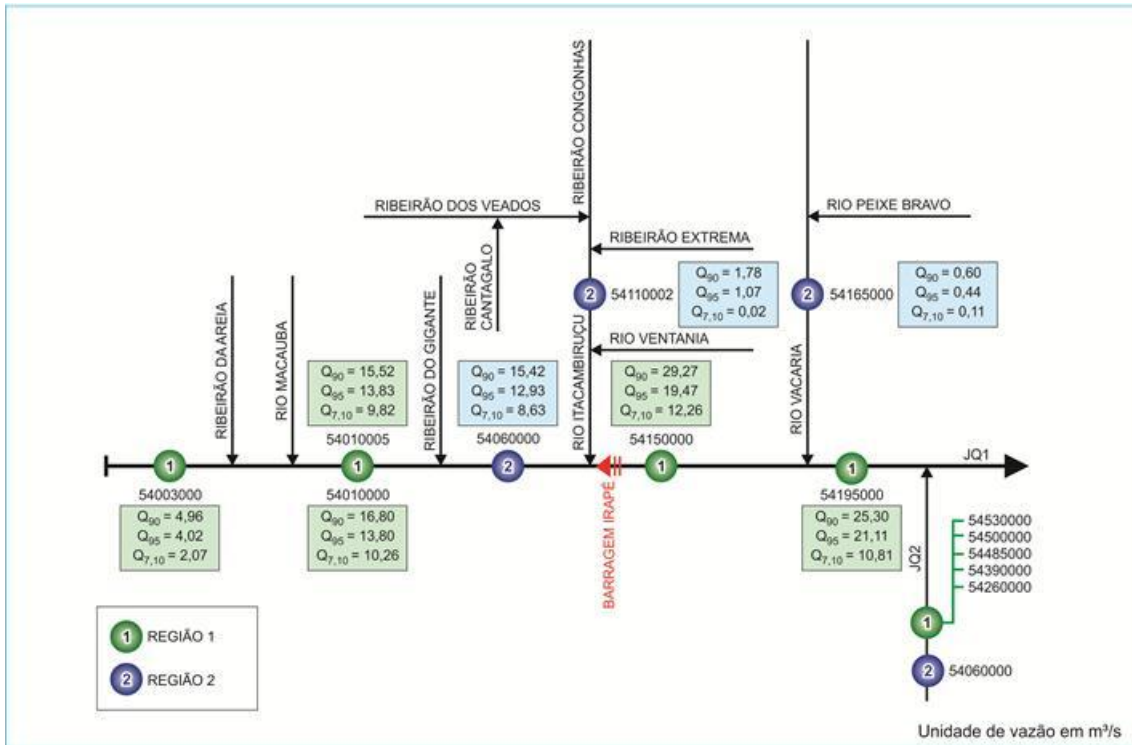 RIBEIRÃO CONGONHAS
RIBEIRÃO DOS VEADOS
RIO PEIXE BRAVO
RIBEIRÃO EXTREMA
RIBEIRÃO
CANTAGALO
2
54110002
Q90 = 1,78
Q95 = 1,07
Q7,10 = 0,02
2
54165000
Q90 = 0,60
Q95 = 0,44
Q7,10 = 0,11
RIBEIRÃO DA AREIA
RIO MACAUBA
RIBEIRÃO DO GIGANTE
RIO ITACAMBIRUÇU
RIO VENTANIA
RIO VACARIA
Q90 = 15,52
Q95 = 13,83
Q7,10 = 9,82
54010005
Q90 = 15,42
Q95 = 12,93
Q7,10 = 8,63
54060000
Q90 = 29,27
Q95 = 19,47
Q7,10 = 12,26
54150000
1
1
2
1
1
JQ1
54003000
Q90 = 4,96
Q95 = 4,02
Q7,10 = 2,07
54010000
Q90 = 16,80
Q95 = 13,80
Q7,10 = 10,26
BARRAGEM IRAPÉ
54195000
Q90 = 25,30
Q95 = 21,11
Q7,10 = 10,81
JQ2
54530000
54500000
54485000
54390000
54260000
1
2
54060000
1 REGIÃO 1
2 REGIÃO 2
Unidade de vazão em m³/s